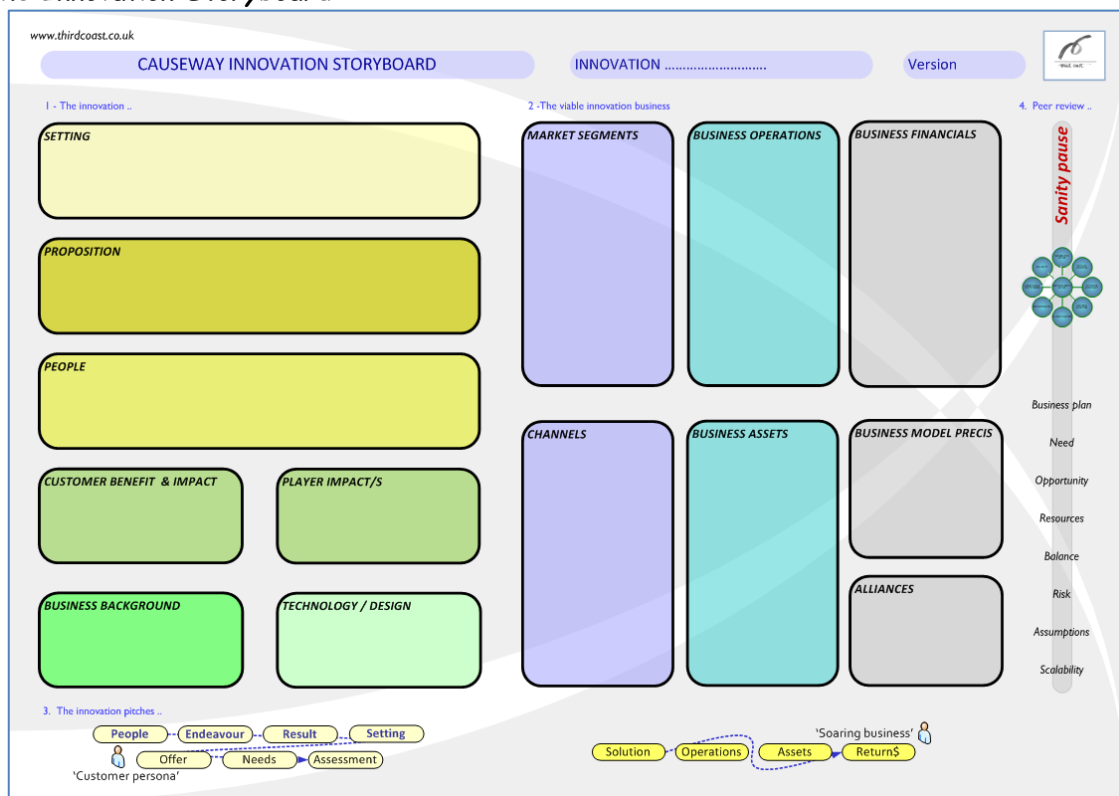 www.thirdcoast.co.uk
CAUSEWAY INNOVATION STORYBOARD
INNOVATION ………………………..
Version
1 - The innovation ..
2 -The viable innovation business
4. Peer review ..
SETTING
PROPOSITION
PEOPLE
CUSTOMER BENEFIT & IMPACT
PLAYER IMPACT/S
BUSINESS BACKGROUND
TECHNOLOGY / DESIGN
MARKET SEGMENTS
BUSINESS OPERATIONS
BUSINESS FINANCIALS
CHANNELS
BUSINESS ASSETS
BUSINESS MODEL PRECIS
ALLIANCES
Sanity pause
Business plan
Need
Opportunity
Resources
Balance
Risk
Assumptions
Scalability
3. The innovation pitches ..
People
Endeavour
Result
Setting
Offer
Needs
Assessment
'Customer persona'
'Soaring business'
Solution
Operations
Assets
Return$